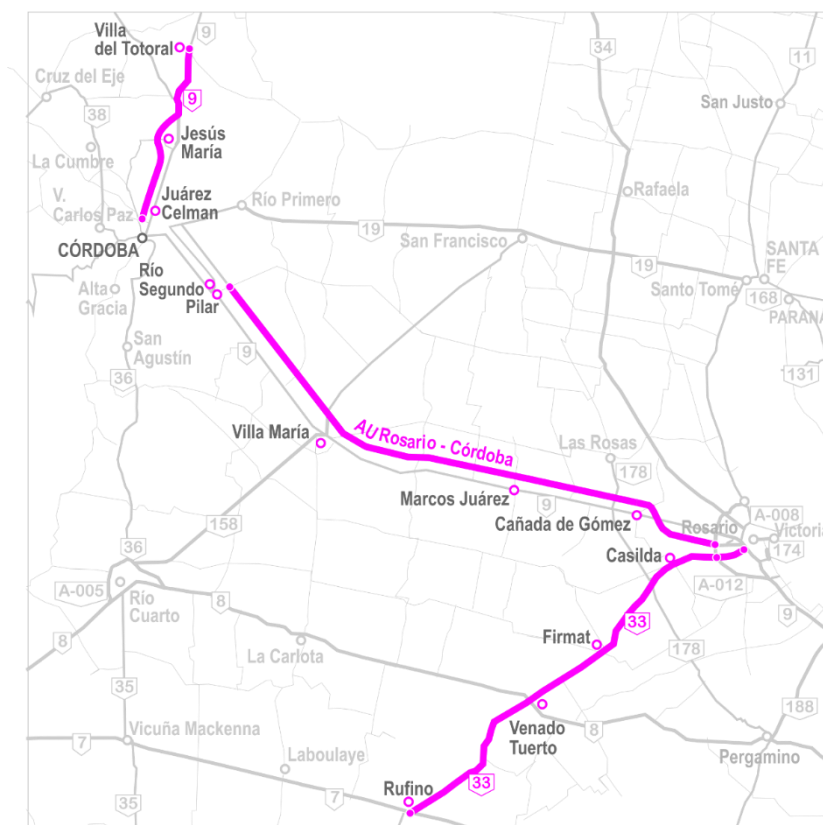 Villa
del Totoral
9
34
11
Cruz del Eje
9
San Justo
38
Jesús
María
La Cumbre
V.
Carlos Paz
Juárez
Celman
Río Primero
Rafaela
19
San Francisco
CÓRDOBA
19
SANTA
FE
Río
Segundo
Pilar
Alta
Gracia
Santo Tomé
168
PARANA
San
Agustín
9
36
131
Villa María
AU Rosario - Córdoba
Las Rosas
178
Marcos Juárez
9
158
Cañada de Gómez
Rosario
A-008
Victoria
174
36
Casilda
A-005
A-012
Río
Cuarto
8
9
8
33
Firmat
La Carlota
178
35
188
Venado
Tuerto
8
Vicuña Mackenna
7
Pergamino
Laboulaye
33
Rufino
7
35